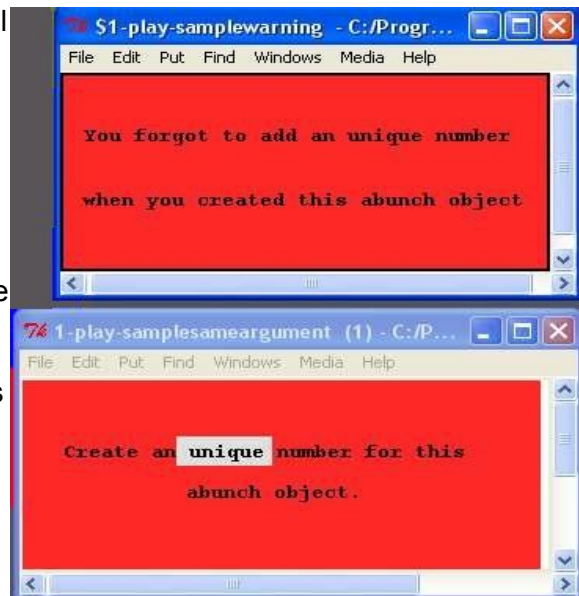 l
$1-play-samplewarning - C:/Progr...
File Edit Put Find Windows Media Help
You forgot to add an unique number
when you created this abunch object
e
1-play-samplesameargument (1) - C:/P...
File Edit Put Find Windows Media Help
s
Create an unique number for this
abunch object.